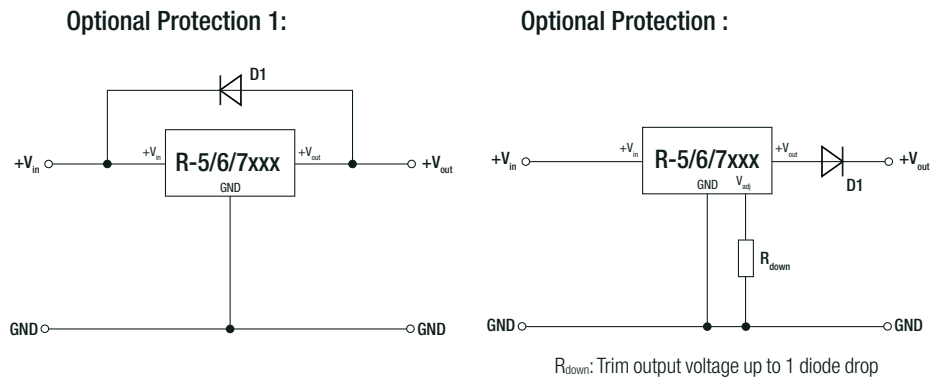 Optional Protection 1:
D1
+Vin
+Vin
R-5/6/7xxx
+Vout
+Vout
GND
GND
GND
Optional Protection :
+Vin
+Vin
R-5/6/7xxx
+Vout
+Vout
D1
GND
Vadj
Rdown
GND
GND
Rdown: Trim output voltage up to 1 diode drop